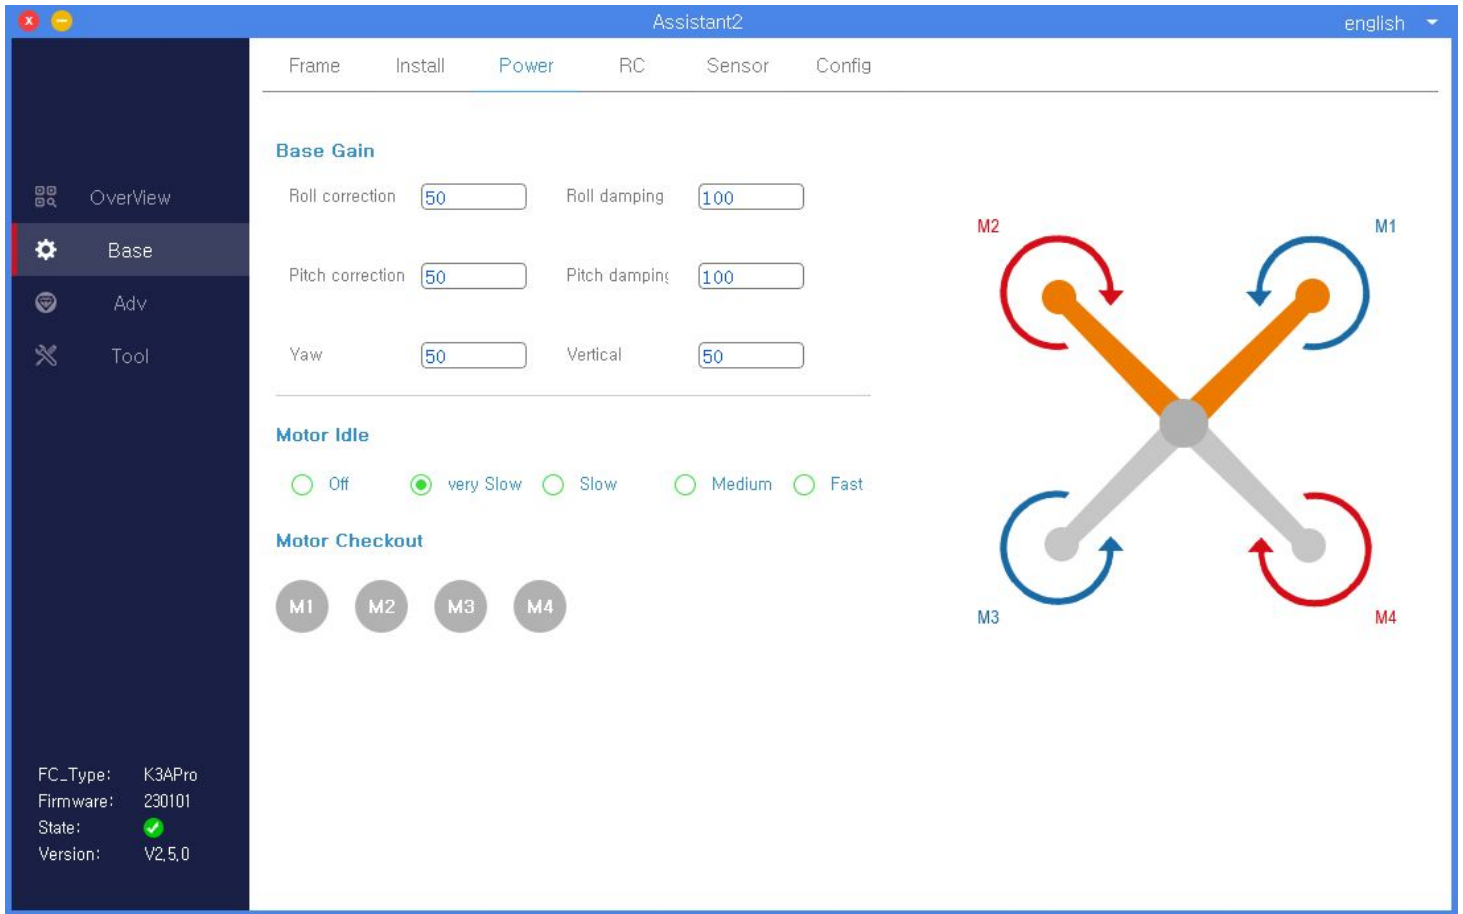 x
Assistant2
english
Frame Install Power RC Sensor Config
OverView
Base
Adv
Tool
FC_Type: K3APro
Firmware: 230101
State:
Version: V2,5,0
Base Gain
Roll correction 50 Roll damping 100
Pitch correction 50 Pitch damping 100
Yaw 50 Vertical 50
Motor Idle
Off very Slow Slow Medium Fast
Motor Checkout
M1 M2 M3 M4
M2 M1
M3 M4